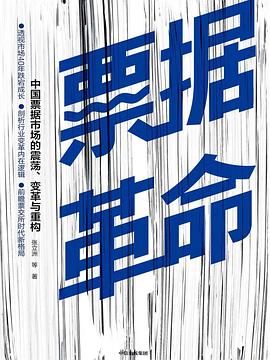 票据
革命
中国票据市场的震荡、变革与重构
张立洲 等 著
●透视市场40年跌宕成长
●剖析行业变革内在逻辑
●前瞻票交所时代新格局
中信出版集团